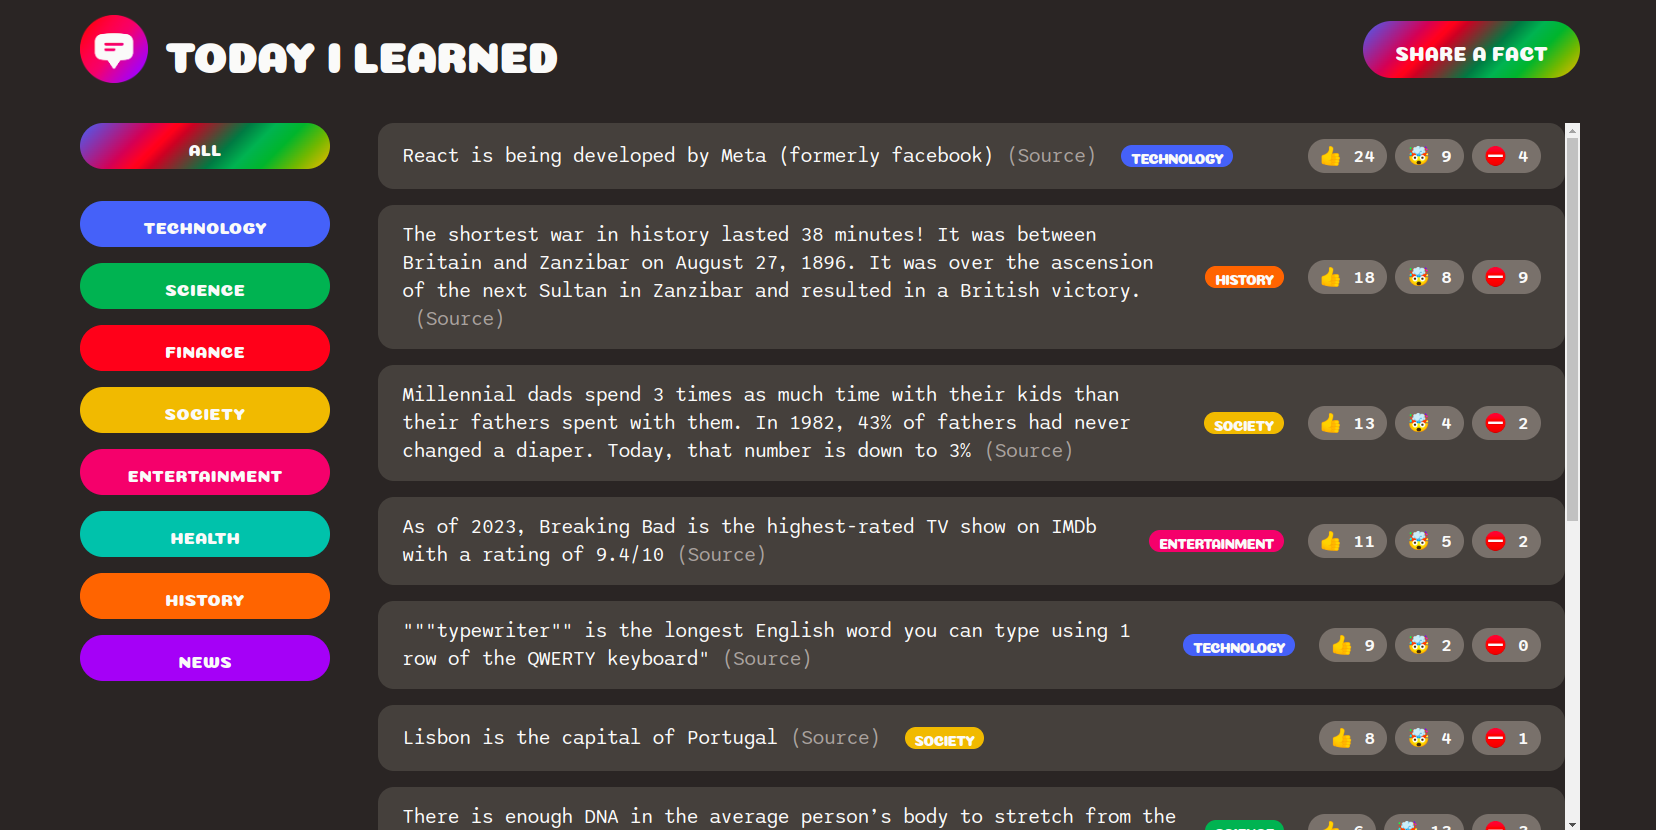 TODAY I LEARNED
SHARE A FACT
ALL
TECHNOLOGY
SCIENCE
FINANCE
SOCIETY
ENTERTAINMENT
HEALTH
HISTORY
NEWS
React is being developed by Meta (formerly facebook) (Source) TECHNOLOGY 24 9 4
The shortest war in history lasted 38 minutes! It was between
Britain and Zanzibar on August 27, 1896. It was over the ascension
of the next Sultan in Zanzibar and resulted in a British victory.
(Source)
HISTORY 18 8 9
Millennial dads spend 3 times as much time with their kids than
their fathers spent with them. In 1982, 43% of fathers had never
changed a diaper. Today, that number is down to 3% (Source)
SOCIETY 13 4 2
As of 2023, Breaking Bad is the highest-rated TV show on IMDb
with a rating of 9.4/10 (Source)
ENTERTAINMENT 11 5 2
"""typewriter"" is the longest English word you can type using 1
row of the QWERTY keyboard" (Source)
TECHNOLOGY 9 2 0
Lisbon is the capital of Portugal (Source) SOCIETY 8 4 1
There is enough DNA in the average person’s body to stretch from the
SCIENCE